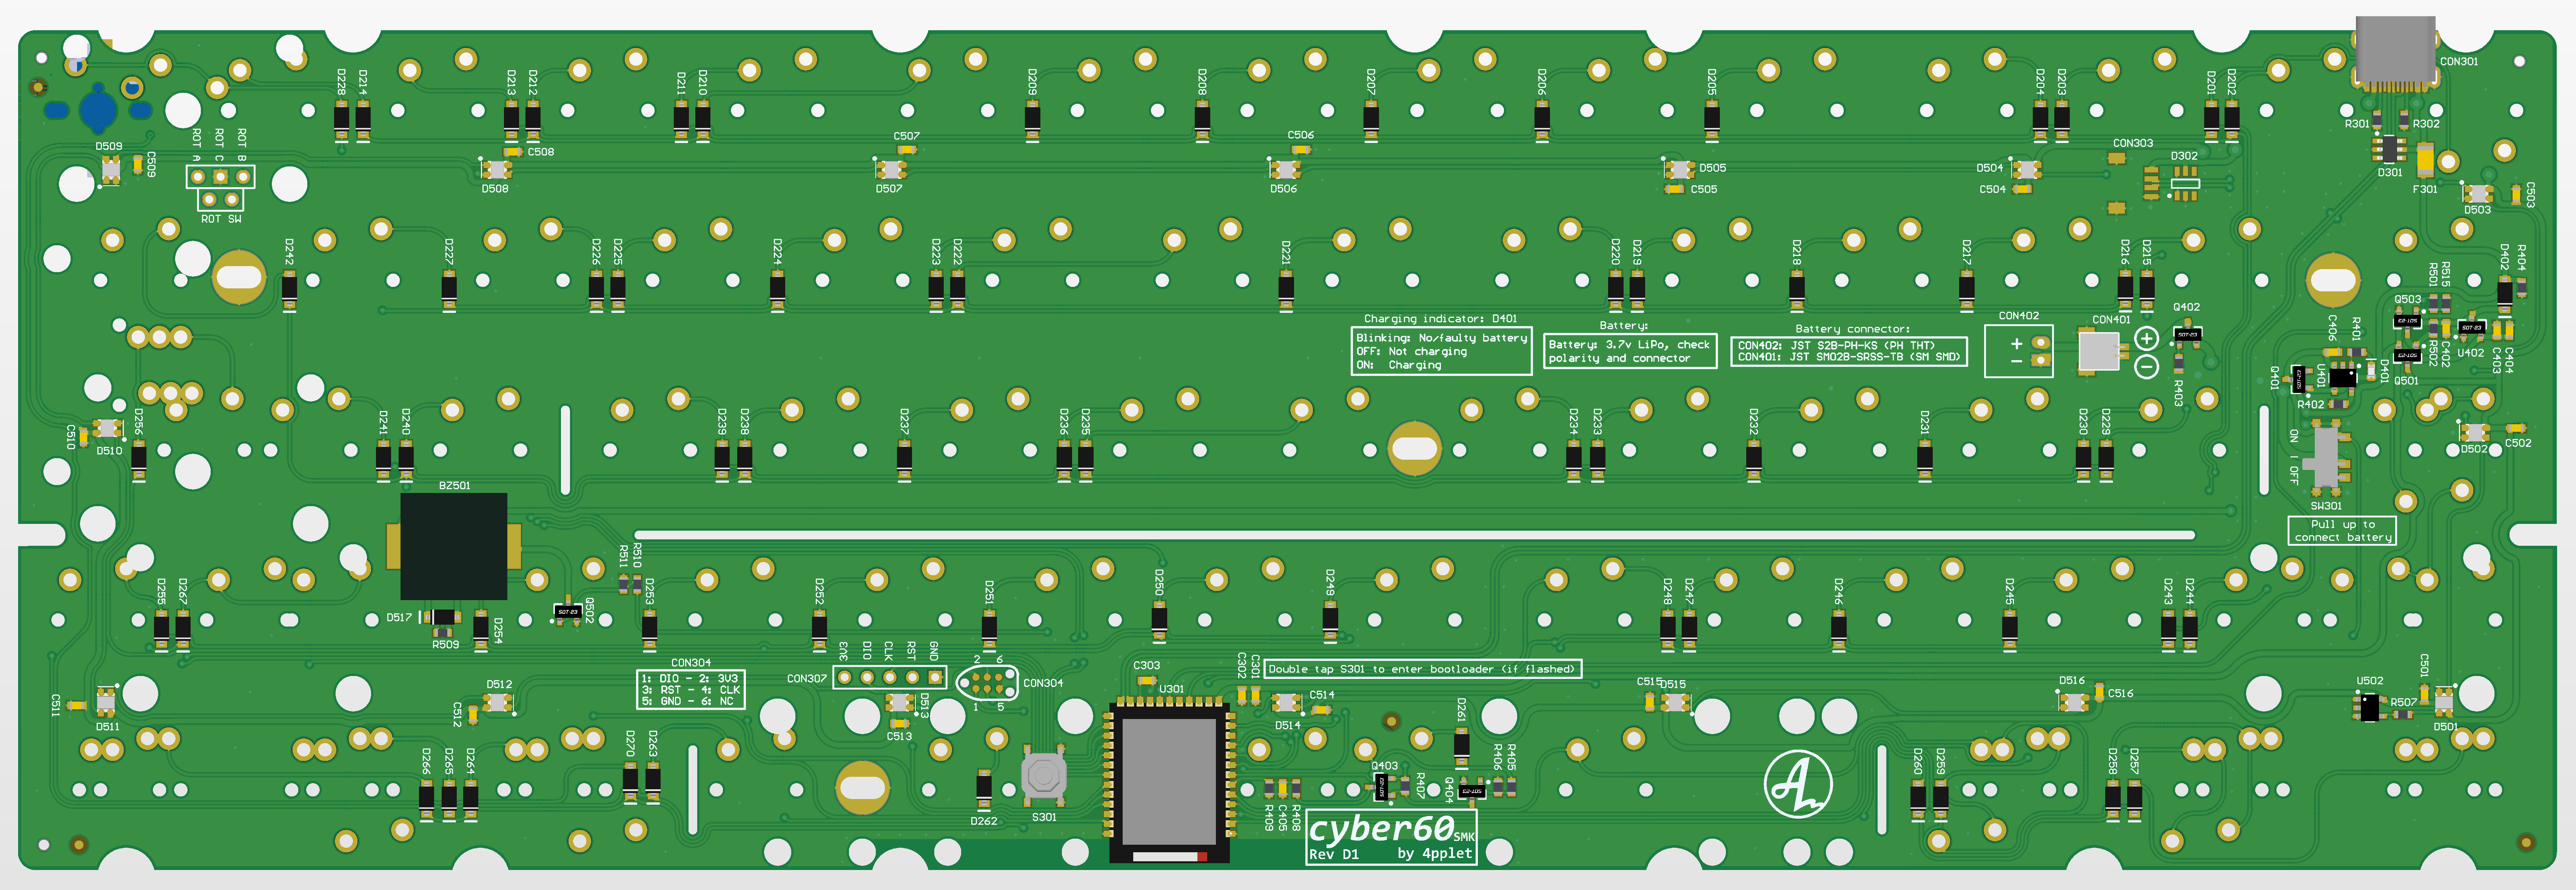 D228
D214
D213
D212
D211
D210
D209
D208
D207
D206
D205
D204
D203
D201
D202
CON301
R301
R302
D301
F301
CON303
D302
ROT A
ROT C
ROT B
ROT SW
D509
C509
D508
C508
C507
D507
C506
D506
D505
C505
D504
C504
D503
C503
D242
D227
D226
D225
D224
D223
D222
D221
D220
D219
D218
D217
D216
D215
D402
R404
R501
R515
Q503
Charging indicator: D401
Blinking: No/faulty battery
OFF: Not charging
ON: Charging
Battery:
Battery: 3.7v LiPo, check
polarity and connector
Battery connector:
CON402: JST S2B-PH-KS (PH THT)
CON401: JST SM02B-SRSS-TB (SM SMD)
CON402
+
-
CON401
+
-
Q402
R403
C406
R401
R502
C402
U402
C403
C404
Q401
U401
D401
Q501
R402
C510
D510
D256
D241
D240
D239
D238
D237
D236
D235
D234
D233
D232
D231
D230
D229
ON | OFF
D502
C502
SW301
Pull up to
connect battery
BZ501
R511
R510
D255
D267
D517
R509
D254
Q502
D253
D252
D251
D250
D249
D248
D247
D246
D245
D243
D244
CON304
1: DIO - 2: 3V3
3: RST - 4: CLK
5: GND - 6: NC
CON307
3V3
DIO
CLK
RST
GND
2 6
CON304
1 5
C303
U301
C302
C301
Double tap S301 to enter bootloader (if flashed)
C511
D511
D512
C512
D513
C513
D514
C514
C515
D515
D516
C516
U502
R507
C501
D501
D266
D265
D264
D270
D263
D262
S301
R409
C405
R408
Q403
R407
D261
Q404
R406
R405
D260
D259
D258
D257
cyber60 SMK
Rev D1 by 4pplet